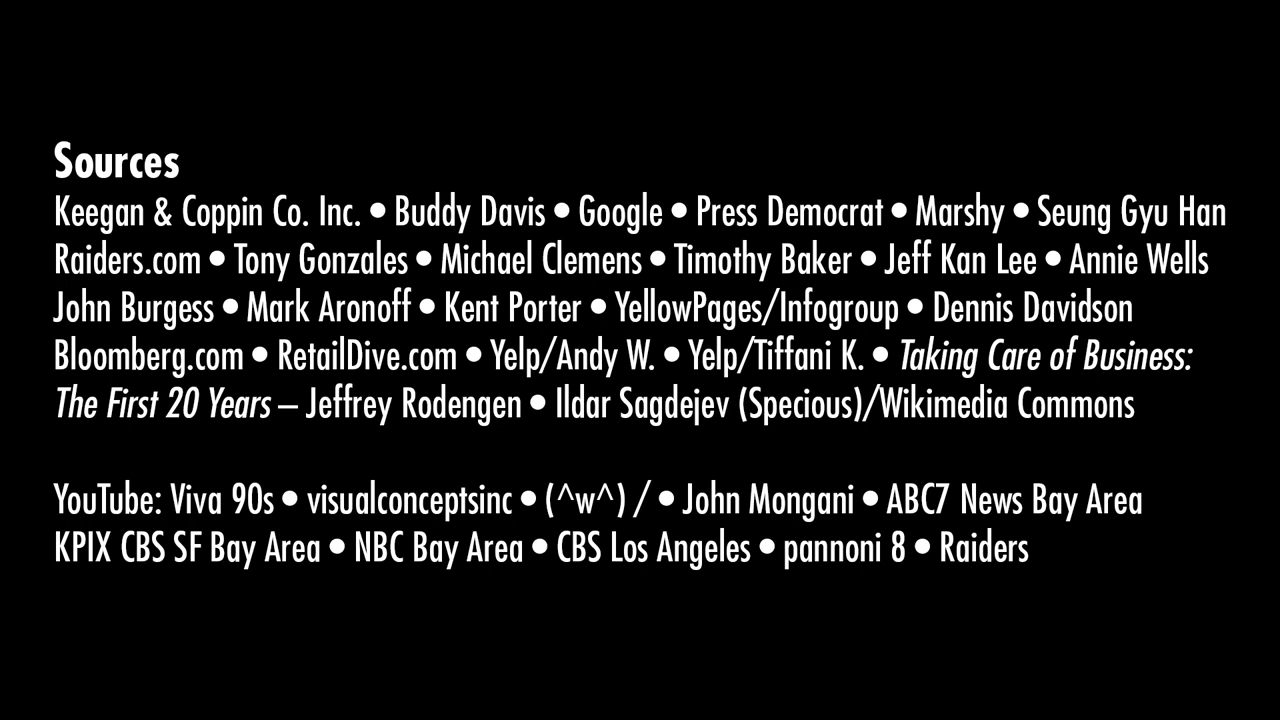 Sources
Keegan & Coppin Co. Inc. • Buddy Davis • Google • Press Democrat • Marshy • Seung Gyu Han
Raiders.com • Tony Gonzales • Michael Clemens • Timothy Baker • Jeff Kan Lee • Annie Wells
John Burgess • Mark Aronoff • Kent Porter • YellowPages/Infogroup • Dennis Davidson
Bloomberg.com • RetailDive.com • Yelp/Andy W. • Yelp/Tiffani K. • Taking Care of Business:
The First 20 Years – Jeffrey Rodengen • Ildar Sagdejev (Specious)/Wikimedia Commons
YouTube: Viva 90s • visualconceptsinc • (^w^) / • John Mongani • ABC7 News Bay Area
KPIX CBS SF Bay Area • NBC Bay Area • CBS Los Angeles • pannoni 8 • Raiders